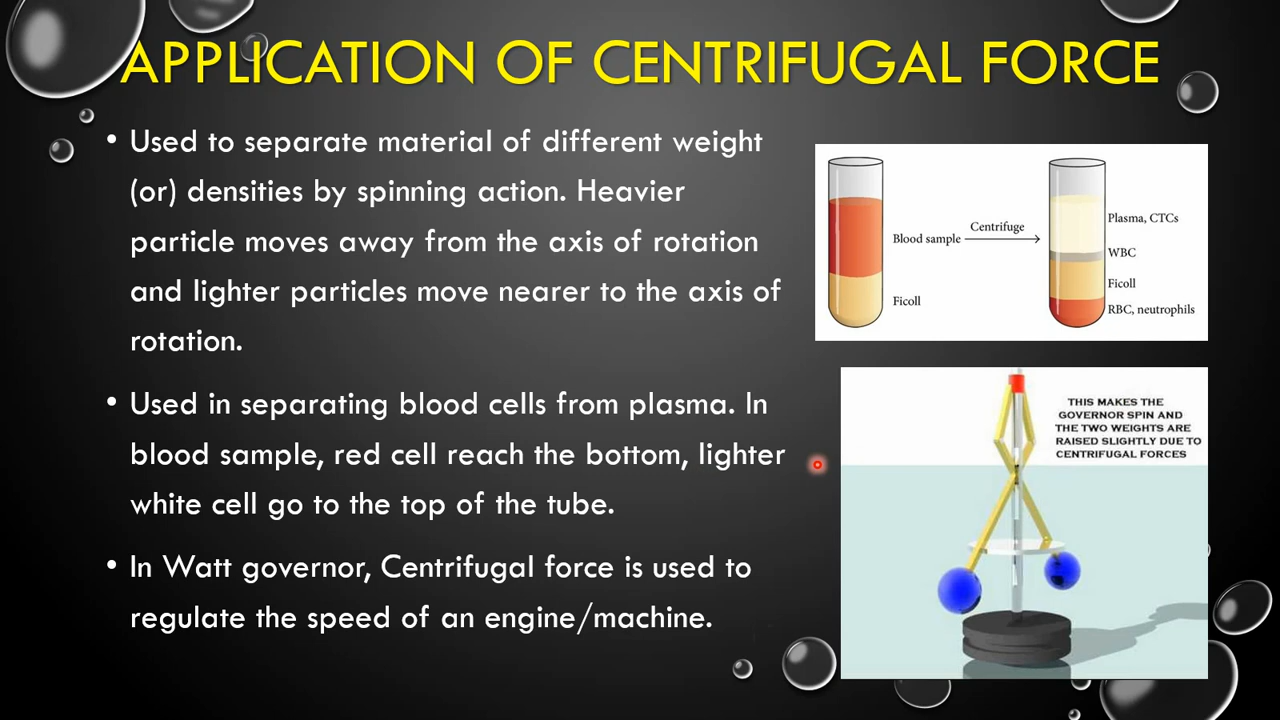 APPLICATION OF CENTRIFUGAL FORCE
• Used to separate material of different weight
(or) densities by spinning action. Heavier
particle moves away from the axis of rotation
and lighter particles move nearer to the axis of
rotation.
• Used in separating blood cells from plasma. In
blood sample, red cell reach the bottom, lighter
white cell go to the top of the tube.
• In Watt governor, Centrifugal force is used to
regulate the speed of an engine/machine.
Blood sample
Ficoll
Centrifuge
Plasma, CTCs
WBC
Ficoll
RBC, neutrophils
THIS MAKES THE
GOVERNOR SPIN AND
THE TWO WEIGHTS ARE
RAISED SLIGHTLY DUE TO
CENTRIFUGAL FORCES